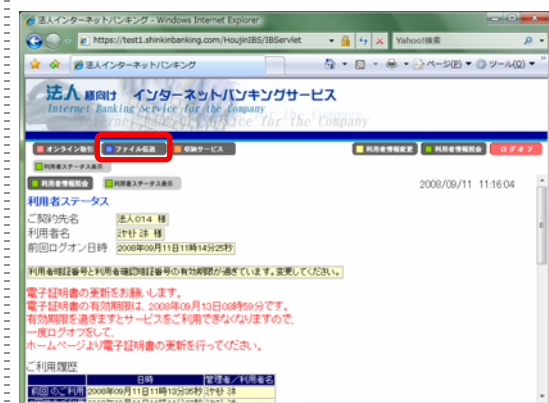 法人インターネットバンキング - Windows Internet Explorer
https://test1.shinkinbanking.com/HoujinIBS/IBServlet
Yahoo!検索
法人インターネットバンキング
ページ(P)
ツール(O)
法人 様向け インターネットバンキングサービス
Internet Banking Service for the Company
オンライン取引 ファイル伝送 収納サービス 利用者情報変更 利用者情報照会 ログオフ
利用者ステータス表示
利用者情報照会 利用者ステータス表示
2008/09/11 11:16:04
利用者ステータス
ご契約先名 法人014 様
利用者名
前回ログオン日時 2008年09月11日11時14分25秒
利用者暗証番号と利用者確認暗証番号の有効期限が過ぎています。変更してください。
電子証明書の更新をお願いします。
電子証明書の有効期限は、2008年09月13日08時59分です。
有効期限を過ぎますとサービスをご利用できなくなりますので、
一度ログオフをして、
ホームページより電子証明書の更新を行ってください。
ご利用履歴
日時 管理者/利用者名
前回のご利用 2008年09月11日11時13分35秒